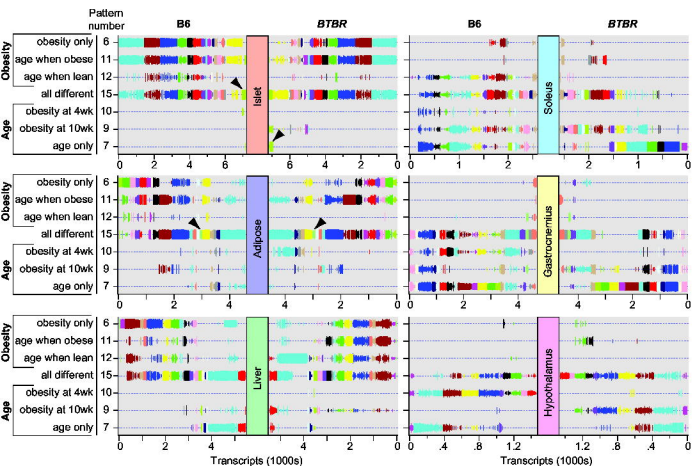 Pattern number B6 BTBR B6 BTBR
Obesity
obesity only 6
age when obese 11
age when lean 12
all different 15
Age
obesity at 4wk 10
obesity at 10wk 9
age only 7
Islet
Soleus
0 2 4 6 6 4 2 0
0 1 2 2 1 0
Obesity
obesity only 6
age when obese 11
age when lean 12
all different 15
Age
obesity at 4wk 10
obesity at 10wk 9
age only 7
Adipose
Gastrocnemius
0 2 4 4 2 0
0 2 4 4 2 0
Obesity
obesity only 6
age when obese 11
age when lean 12
all different 15
Age
obesity at 4wk 10
obesity at 10wk 9
age only 7
Liver
Hypothalamus
0 2 4 4 2 0
0 .4 .8 1.2 1.2 .8 .4 0
Transcripts (1000s) Transcripts (1000s)